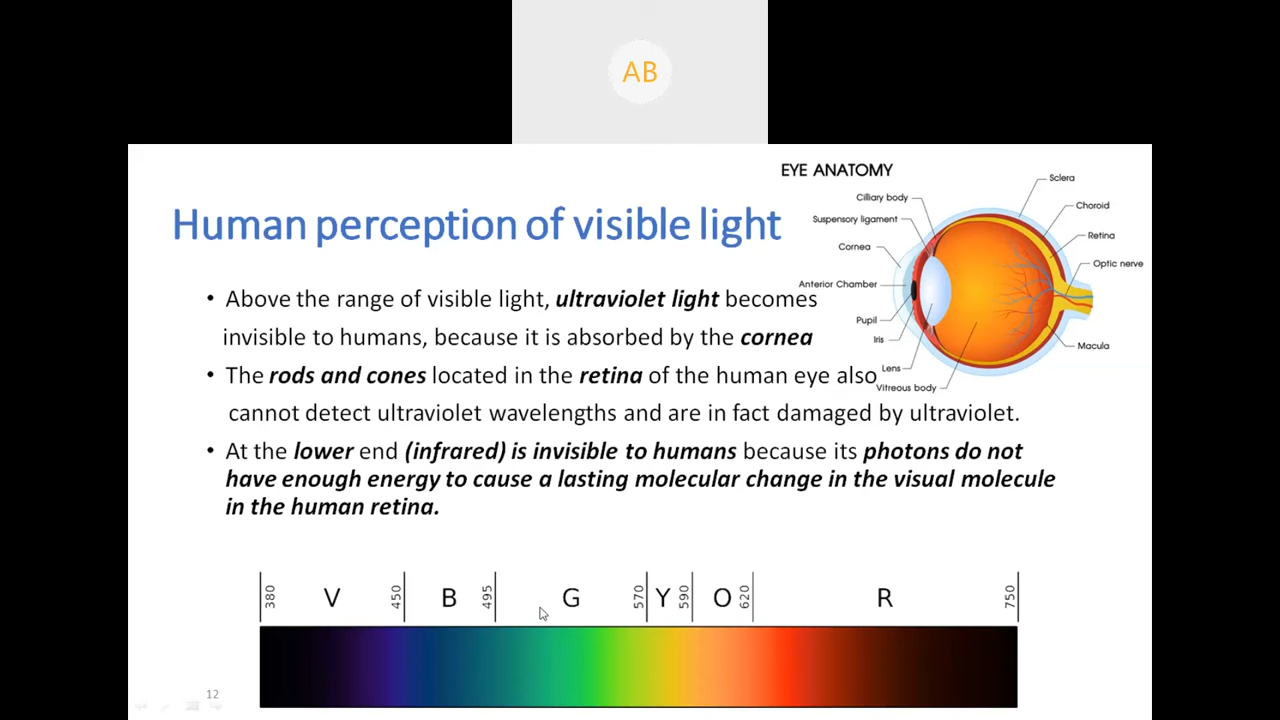 AB
EYE ANATOMY
Sclera
Cilliary body
Choroid
Suspensory ligament
Human perception of visible light
Retina
Cornea
Optic nerve
Anterior Chamber
• Above the range of visible light, ultraviolet light becomes
Pupil
invisible to humans, because it is absorbed by the cornea
Iris
Macula
Lens
• The rods and cones located in the retina of the human eye also
Vitreous body
cannot detect ultraviolet wavelengths and are in fact damaged by ultraviolet.
• At the lower end (infrared) is invisible to humans because its photons do not
have enough energy to cause a lasting molecular change in the visual molecule
in the human retina.
380 V 450 B 495 G 570 Y 590 O 620 R 750
12